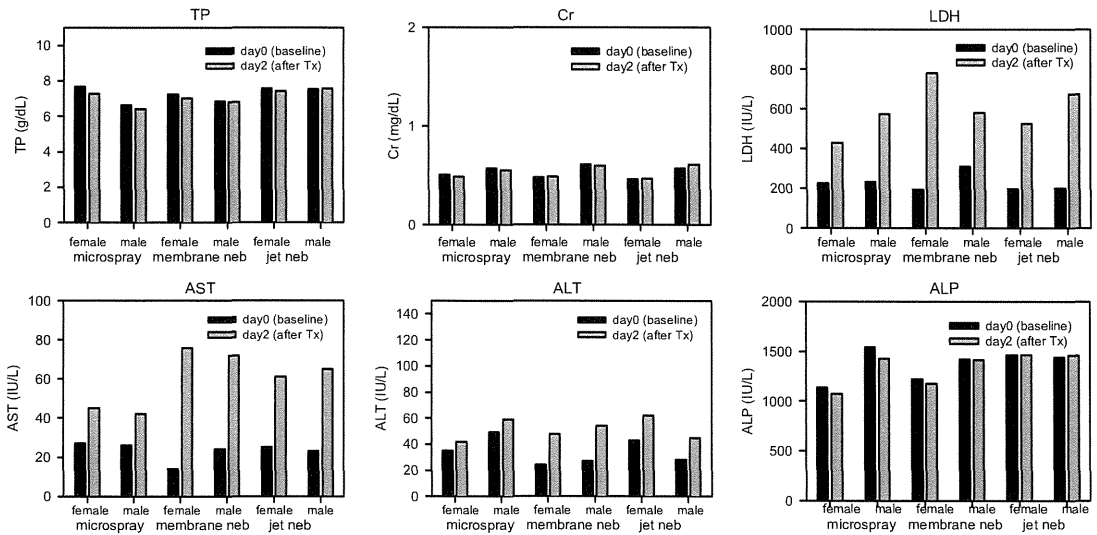 TP
10
8
6
4
2
0
TP (g/dL)
day0 (baseline)
day2 (after Tx)
female male female male female male
microspray membrane neb jet neb
Cr
2
1
0
Cr (mg/dL)
day0 (baseline)
day2 (after Tx)
female male female male female male
microspray membrane neb jet neb
LDH
1000
800
600
400
200
0
LDH (IU/L)
day0 (baseline)
day2 (after Tx)
female male female male female male
microspray membrane neb jet neb
AST
100
80
60
40
20
0
AST (IU/L)
day0 (baseline)
day2 (after Tx)
female male female male female male
microspray membrane neb jet neb
ALT
140
120
100
80
60
40
20
0
ALT (IU/L)
day0 (baseline)
day2 (after Tx)
female male female male female male
microspray membrane neb jet neb
ALP
2000
1500
1000
500
0
ALP (IU/L)
day0 (baseline)
day2 (after Tx)
female male female male female male
microspray membrane neb jet neb